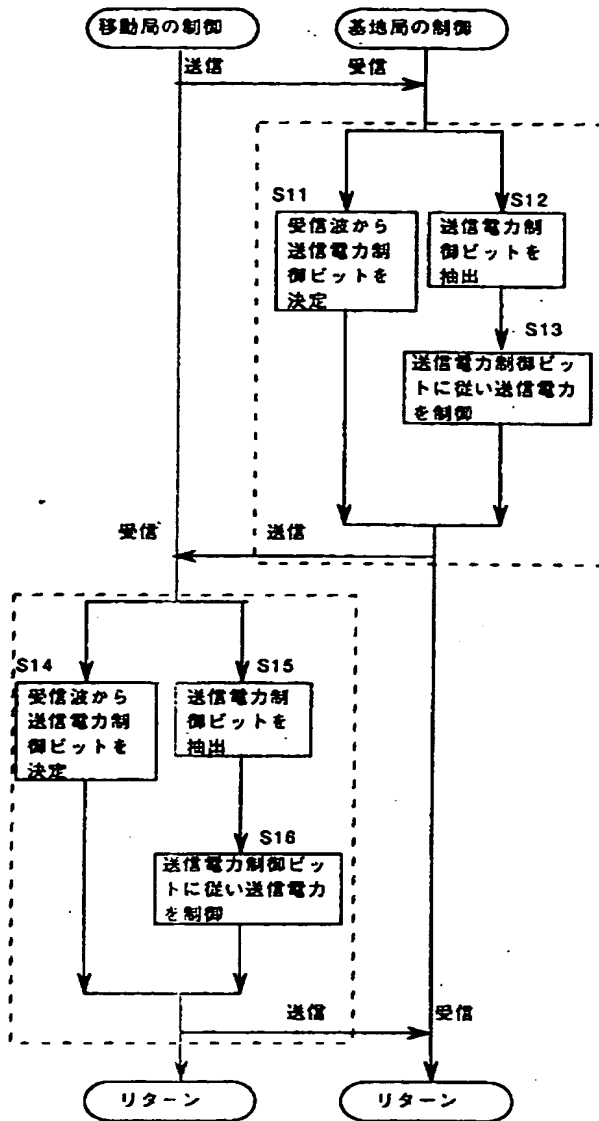 移動局の制御
基地局の制御
送信
受信
S11
受信波から
送信電力制
御ビットを
決定
S12
送信電力制
御ビットを
抽出
S13
送信電力制御ビッ
トに従い送信電力
を制御
受信
送信
S14
受信波から
送信電力制
御ビットを
決定
S15
送信電力制
御ビットを
抽出
S16
送信電力制御ビッ
トに従い送信電力
を制御
送信
受信
リターン
リターン